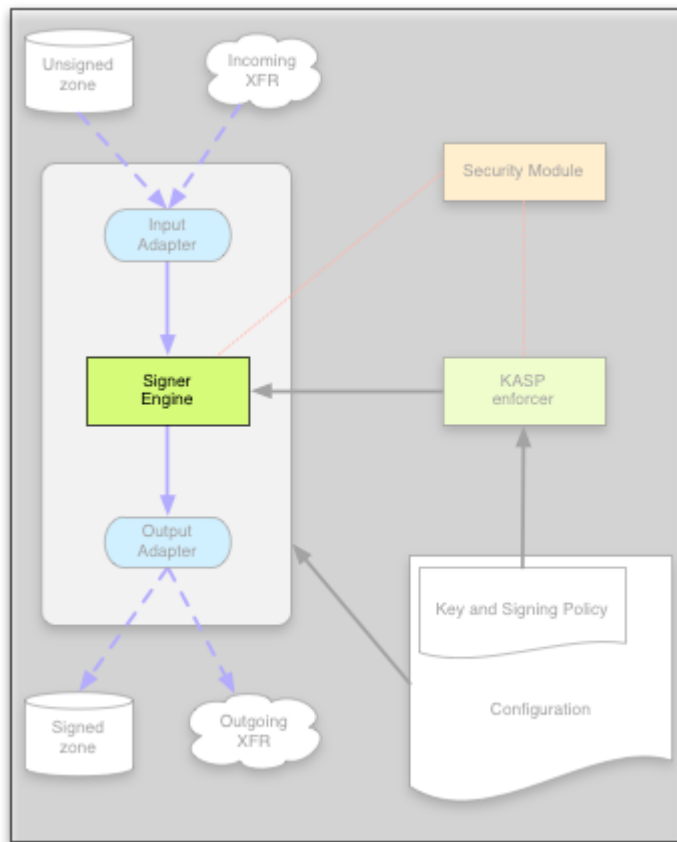 Unsigned
zone
Incoming
XFR
Security Module
Input
Adapter
Signer
Engine
KASP
enforcer
Output
Adapter
Key and Signing Policy
Configuration
Signed
zone
Outgoing
XFR